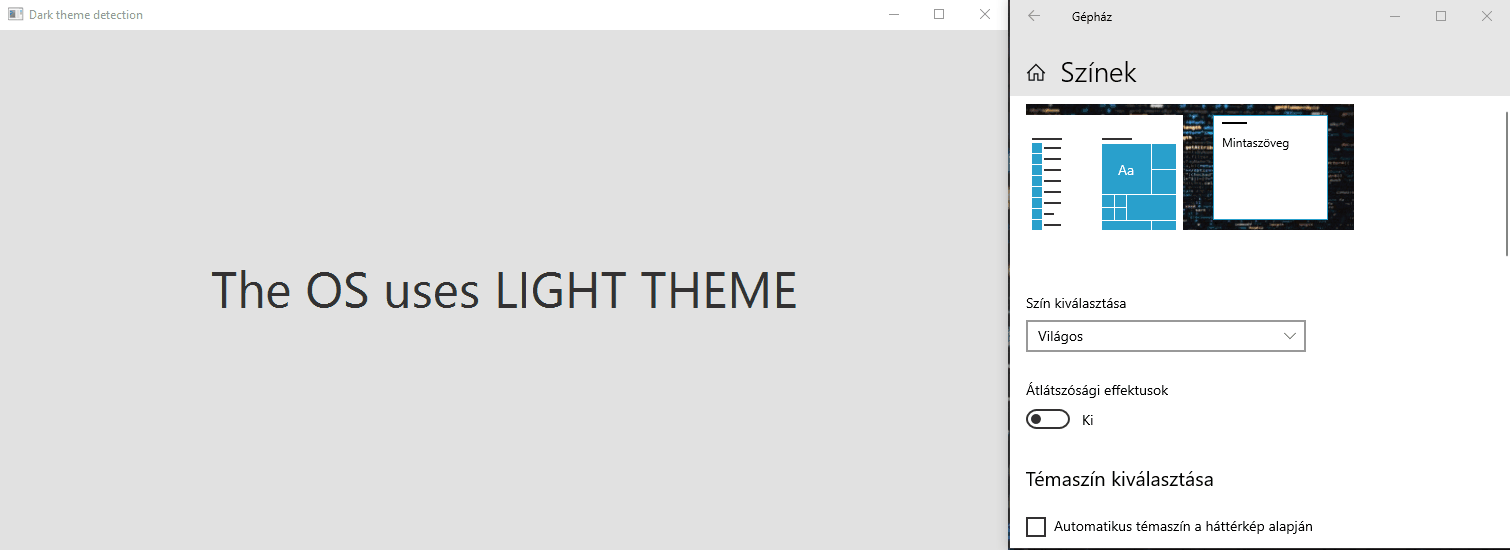 Dark theme detection
The OS uses LIGHT THEME
Gépház
Színek
Aa
Mintaszöveg
Szín kiválasztása
Világos
Átlátszósági effektusok
Ki
Témaszín kiválasztása
Automatikus témaszín a háttérkép alapján